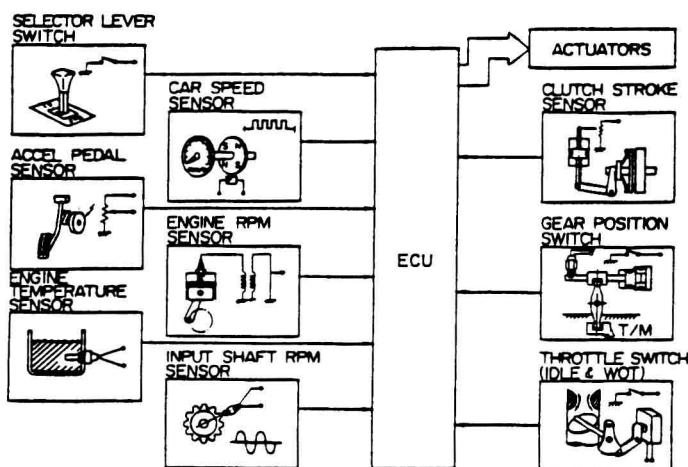 SELECTOR LEVER
SWITCH
CAR SPEED
SENSOR
ACCEL PEDAL
SENSOR
ENGINE RPM
SENSOR
ENGINE
TEMPERATURE
SENSOR
INPUT SHAFT RPM
SENSOR
ECU
ACTUATORS
CLUTCH STROKE
SENSOR
GEAR POSITION
SWITCH
T/M
THROTTLE SWITCH
(IDLE & WOT)